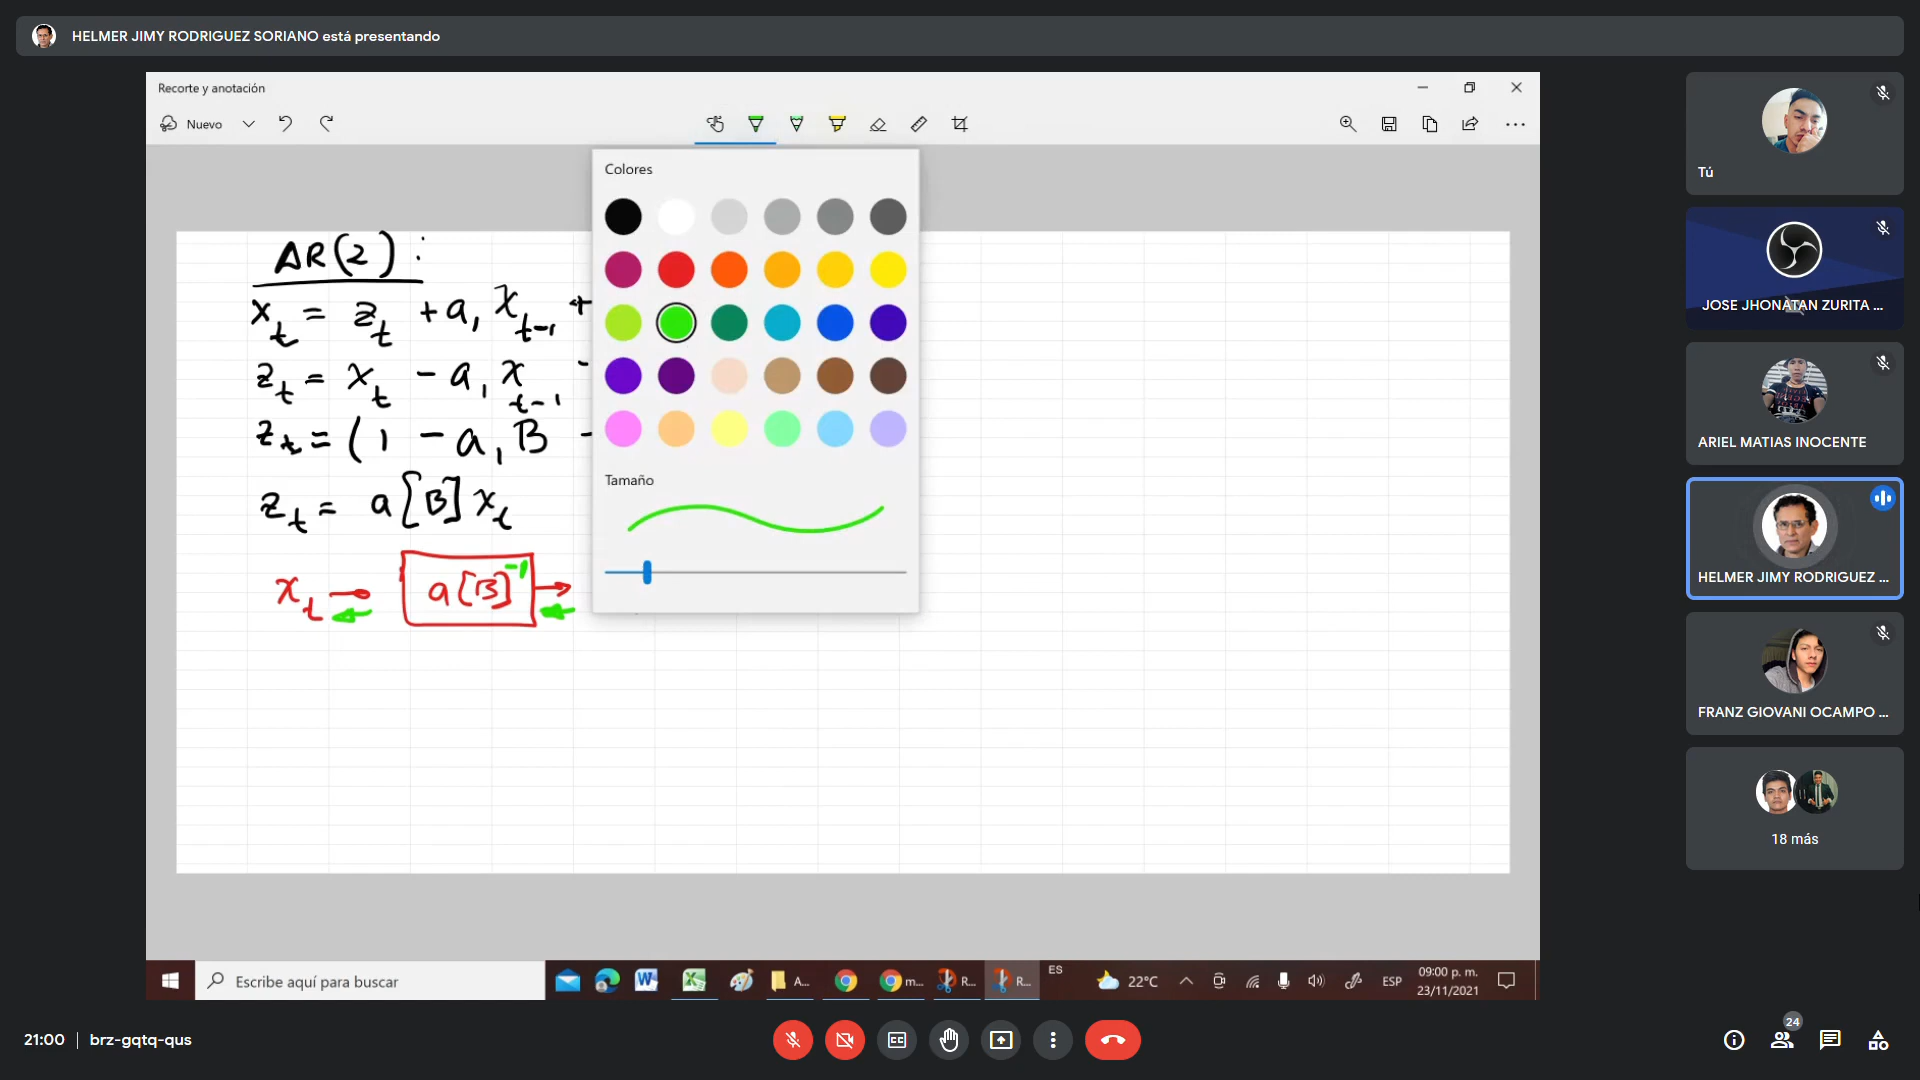 HELMER JIMY RODRIGUEZ SORIANO está presentando
Recorte y anotación
Nuevo
Colores
Tamaño
AR(2) :
x_t = z_t + a_1 x_{t-1} +
z_t = x_t - a_1 x_{t-1} -
z_t = (1 - a_1 B -
z_t = a[B] x_t
x_t → a[B]^{-1} →
Tú
JOSE JHONATAN ZURITA ...
ARIEL MATIAS INOCENTE
HELMER JIMY RODRIGUEZ ...
FRANZ GIOVANI OCAMPO ...
18 más
Escribe aquí para buscar
A...
m...
R...
R...
ES
22°C
ESP
09:00 p. m.
23/11/2021
21:00 | brz-gqtq-qus
24